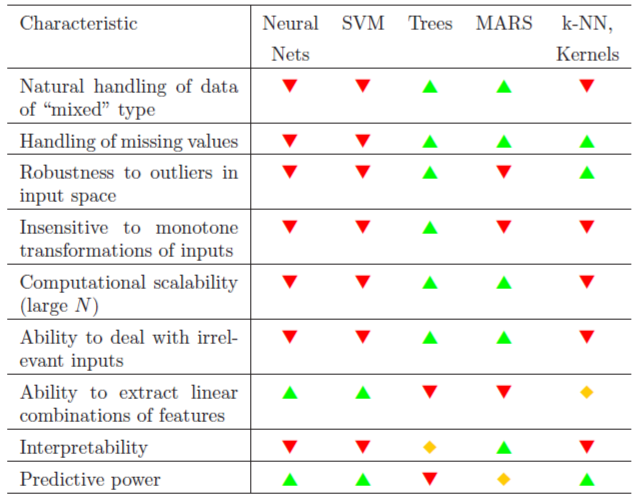 Characteristic Neural SVM Trees MARS k-NN,
Nets Kernels
Natural handling of data
of “mixed” type
Handling of missing values
Robustness to outliers in
input space
Insensitive to monotone
transformations of inputs
Computational scalability
(large N)
Ability to deal with irrel-
evant inputs
Ability to extract linear
combinations of features
Interpretability
Predictive power